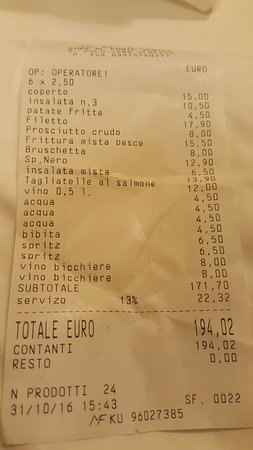 P. IVA
OP: OPERATORE1 EURO
6 x 2,50
coperto 15,00
insalata n.3 10,50
patate fritte 4,50
Filetto 17,90
Prosciutto crudo 8,00
Frittura mista pesce 15,50
Bruschetta 8,00
Sp.Nero 12,90
insalata mista 6,50
Tagliatelle al salmone 13,90
vino 0,5 l. 12,00
acqua 4,50
acqua 4,50
acqua 4,50
bibita 4,50
spritz 6,50
spritz 6,50
vino bicchiere 8,00
vino bicchiere 8,00
SUBTOTALE 171,70
servizo 13% 22,32
TOTALE EURO 194,02
CONTANTI 194,02
RESTO 0,00
N PRODOTTI 24
31/10/16 15:43 SF. 0022
MF KU 96027385